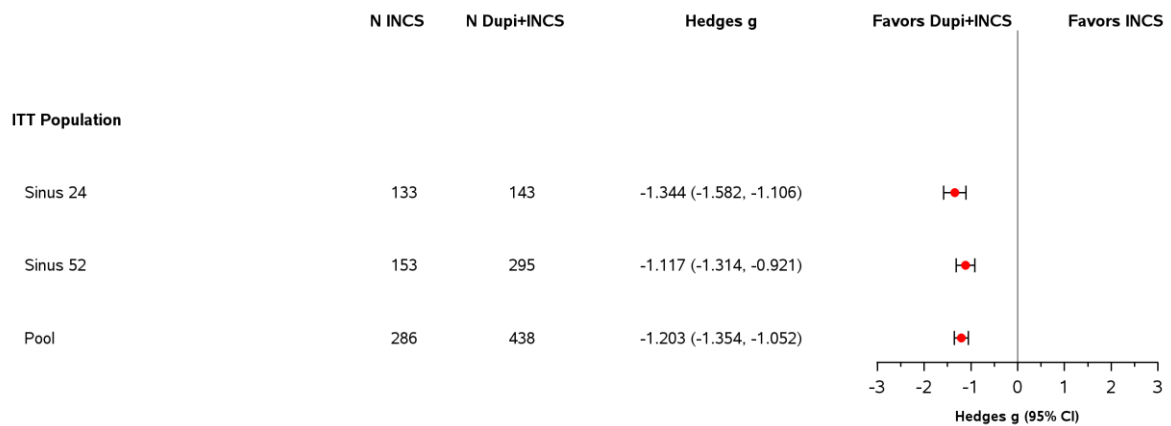 N INCS N Dupi+INCS Hedges g Favors Dupi+INCS Favors INCS
ITT Population
Sinus 24 133 143 -1.344 (-1.582, -1.106)
Sinus 52 153 295 -1.117 (-1.314, -0.921)
Pool 286 438 -1.203 (-1.354, -1.052)
-3 -2 -1 0 1 2 3
Hedges g (95% CI)